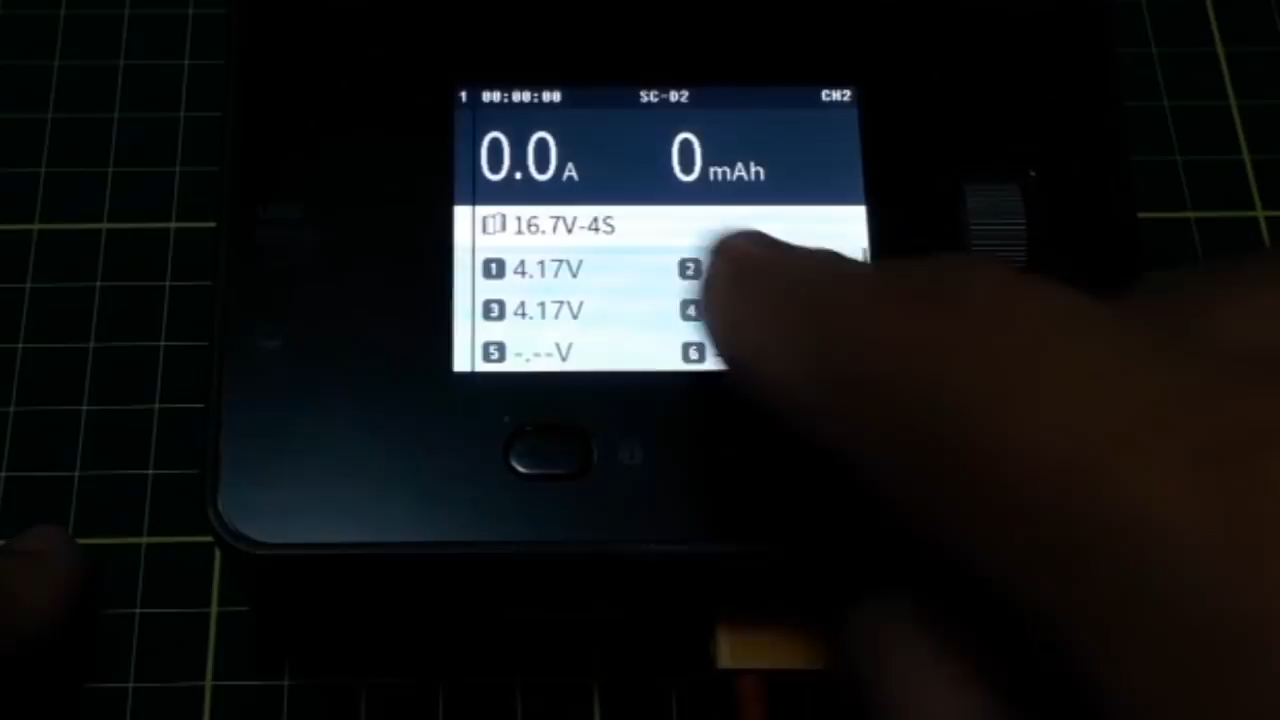 1 00:00:00 SC-D2 CH2
0.0A 0mAh
16.7V-4S
1 4.17V 2
3 4.17V 4
5 -.--V 6